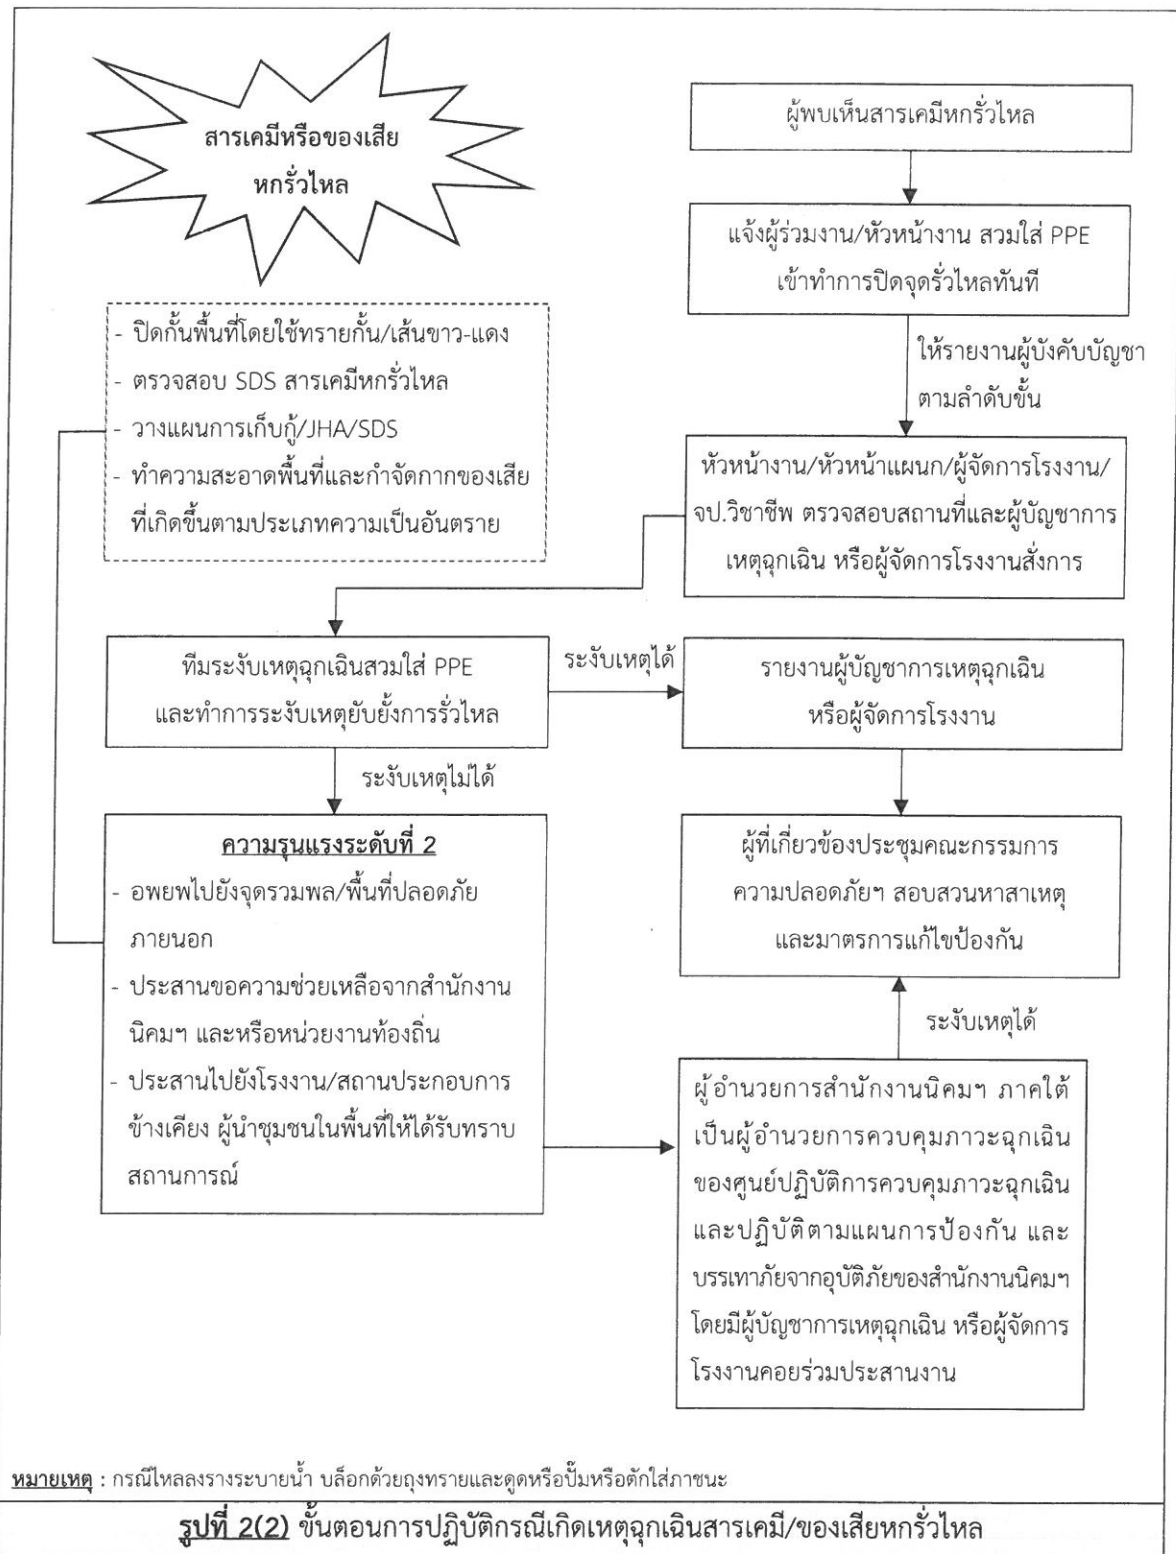 สารเคมีหรือของเสีย
หกรั่วไหล
ผู้พบเห็นสารเคมีหกรั่วไหล
แจ้งผู้ร่วมงาน/หัวหน้างาน สวมใส่ PPE
เข้าทำการปิดจุดรั่วไหลทันที
ให้รายงานผู้บังคับบัญชา
ตามลำดับขั้น
- ปิดกั้นพื้นที่โดยใช้ทรายกั้น/เส้นขาว-แดง
- ตรวจสอบ SDS สารเคมีหกรั่วไหล
- วางแผนการเก็บกู้/JHA/SDS
- ทำความสะอาดพื้นที่และกำจัดกากของเสีย
ที่เกิดขึ้นตามประเภทความเป็นอันตราย
หัวหน้างาน/หัวหน้าแผนก/ผู้จัดการโรงงาน/
จป.วิชาชีพ ตรวจสอบสถานที่และผู้บัญชาการ
เหตุฉุกเฉิน หรือผู้จัดการโรงงานสั่งการ
ทีมระงับเหตุฉุกเฉินสวมใส่ PPE
และทำการระงับเหตุยับยั้งการรั่วไหล
ระงับเหตุได้
รายงานผู้บัญชาการเหตุฉุกเฉิน
หรือผู้จัดการโรงงาน
ระงับเหตุไม่ได้
ความรุนแรงระดับที่ 2
- อพยพไปยังจุดรวมพล/พื้นที่ปลอดภัย
ภายนอก
- ประสานขอความช่วยเหลือจากสำนักงาน
นิคมฯ และหรือหน่วยงานท้องถิ่น
- ประสานไปยังโรงงาน/สถานประกอบการ
ข้างเคียง ผู้นำชุมชนในพื้นที่ให้ได้รับทราบ
สถานการณ์
ผู้ที่เกี่ยวข้องประชุมคณะกรรมการ
ความปลอดภัยฯ สอบสวนหาสาเหตุ
และมาตรการแก้ไขป้องกัน
ระงับเหตุได้
ผู้อำนวยการสำนักงานนิคมฯ ภาคใต้
เป็นผู้อำนวยการควบคุมภาวะฉุกเฉิน
ของศูนย์ปฏิบัติการควบคุมภาวะฉุกเฉิน
และปฏิบัติตามแผนการป้องกัน และ
บรรเทาภัยจากอุบัติภัยของสำนักงานนิคมฯ
โดยมีผู้บัญชาการเหตุฉุกเฉิน หรือผู้จัดการ
โรงงานคอยร่วมประสานงาน
หมายเหตุ : กรณีไหลลงรางระบายน้ำ บล็อกด้วยถุงทรายและดูดหรือปั๊มหรือตักใส่ภาชนะ
รูปที่ 2(2) ขั้นตอนการปฏิบัติกรณีเกิดเหตุฉุกเฉินสารเคมี/ของเสียหกรั่วไหล